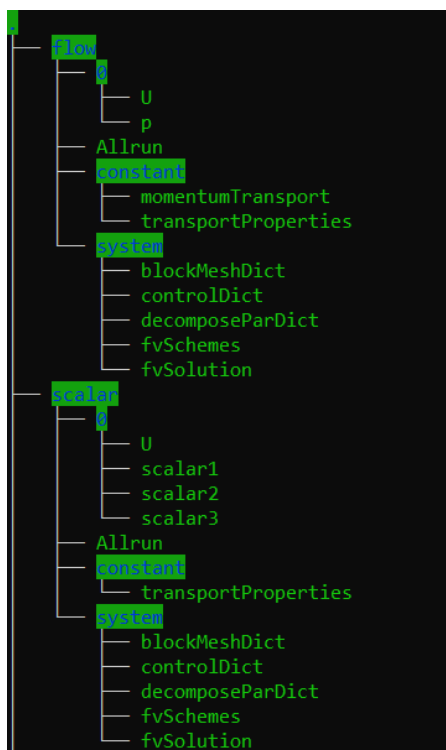 .
flow
0
U
p
Allrun
constant
momentumTransport
transportProperties
system
blockMeshDict
controlDict
decomposeParDict
fvSchemes
fvSolution
scalar
0
U
scalar1
scalar2
scalar3
Allrun
constant
transportProperties
system
blockMeshDict
controlDict
decomposeParDict
fvSchemes
fvSolution